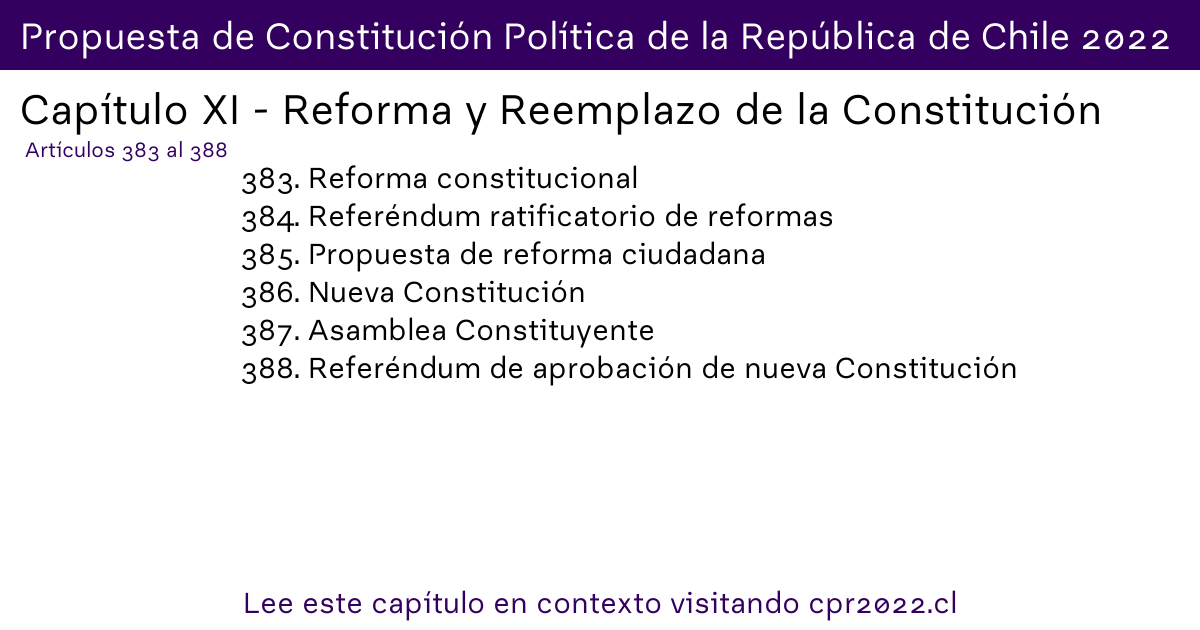 Propuesta de Constitución Política de la República de Chile 2022
Capítulo XI - Reforma y Reemplazo de la Constitución
Artículos 383 al 388
383. Reforma constitucional
384. Referéndum ratificatorio de reformas
385. Propuesta de reforma ciudadana
386. Nueva Constitución
387. Asamblea Constituyente
388. Referéndum de aprobación de nueva Constitución
Lee este capítulo en contexto visitando cpr2022.cl